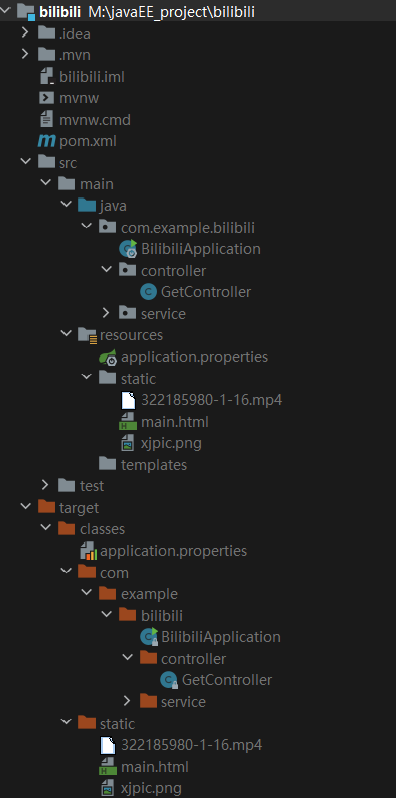 bilibili M:\javaEE_project\bilibili
.idea
.mvn
bilibili.iml
mvnw
mvnw.cmd
pom.xml
src
main
java
com.example.bilibili
BilibiliApplication
controller
GetController
service
resources
application.properties
static
322185980-1-16.mp4
main.html
xjpic.png
templates
test
target
classes
application.properties
com
example
bilibili
BilibiliApplication
controller
GetController
service
static
322185980-1-16.mp4
main.html
xjpic.png